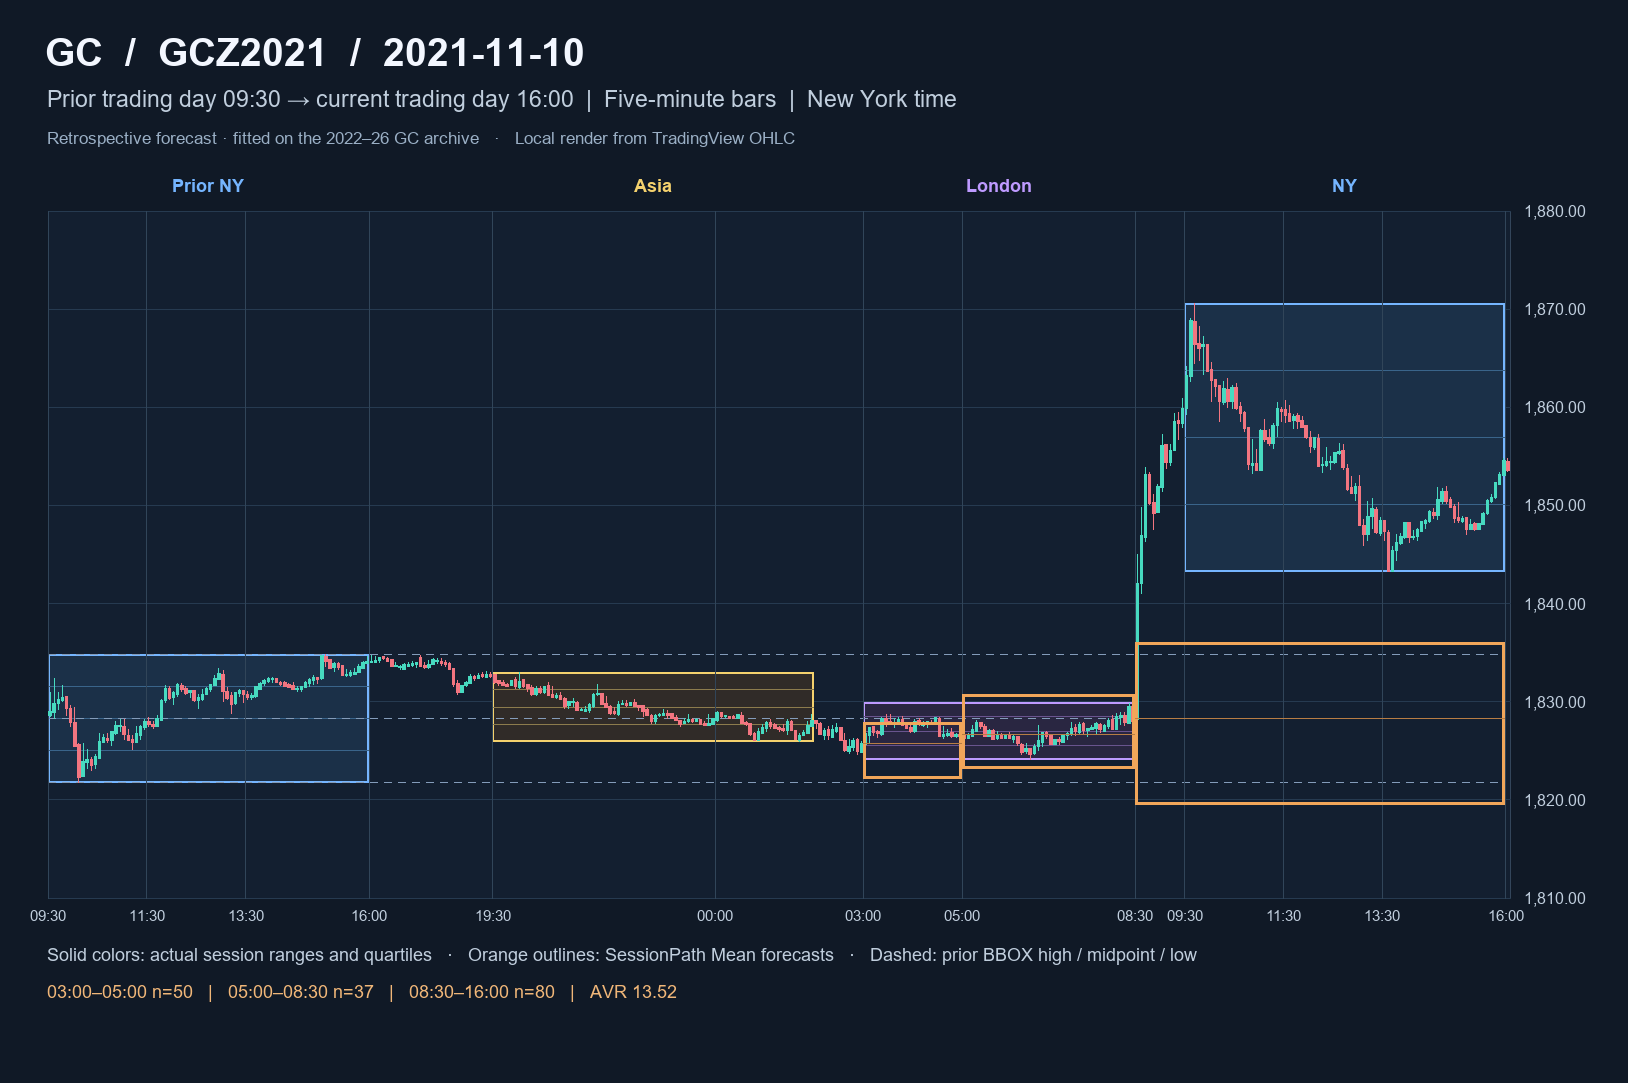 GC / GCZ2021 / 2021-11-10
Prior trading day 09:30 → current trading day 16:00 | Five-minute bars | New York time
Retrospective forecast · fitted on the 2022–26 GC archive · Local render from TradingView OHLC
Prior NY Asia London NY
1,880.00
1,870.00
1,860.00
1,850.00
1,840.00
1,830.00
1,820.00
1,810.00
09:30 11:30 13:30 16:00 19:30 00:00 03:00 05:00 08:30 09:30 11:30 13:30 16:00
Solid colors: actual session ranges and quartiles · Orange outlines: SessionPath Mean forecasts · Dashed: prior BBOX high / midpoint / low
03:00–05:00 n=50 | 05:00–08:30 n=37 | 08:30–16:00 n=80 | AVR 13.52